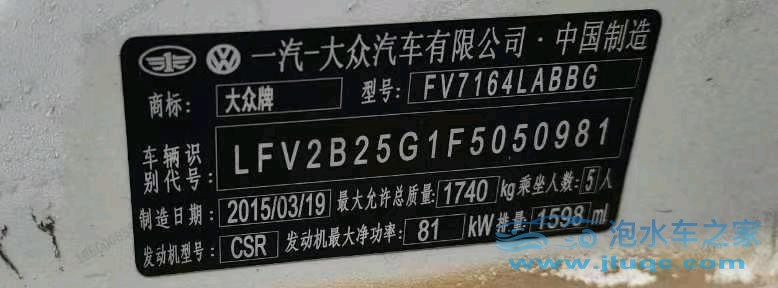 一汽-大众汽车有限公司·中国制造
商标: 大众牌 型号: FV7164LABBG
车辆识别代号: LFV2B25G1F5050981
制造日期: 2015/03/19 最大允许总质量: 1740 kg 乘坐人数: 5 人
发动机型号: CSR 发动机最大净功率: 81 kW 排量: 1598 ml
泡水车之家
www.jtuqc.com